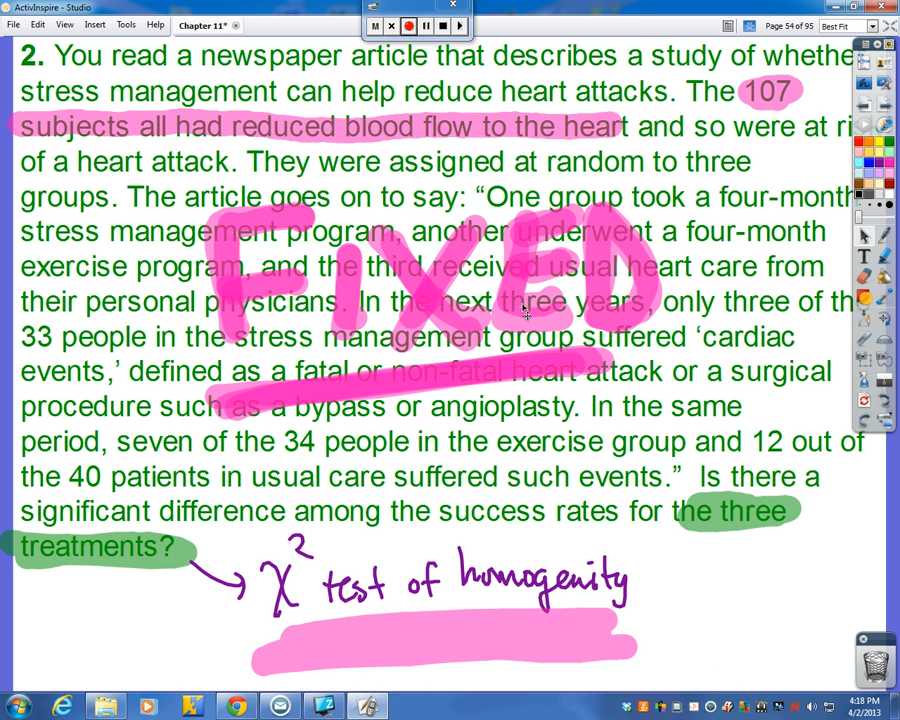 ActivInspire - Studio
File Edit View Insert Tools Help Chapter 11* Page 54 of 95 Best Fit
M
2. You read a newspaper article that describes a study of whethe
stress management can help reduce heart attacks. The 107
subjects all had reduced blood flow to the heart and so were at ri
of a heart attack. They were assigned at random to three
groups. The article goes on to say: “One group took a four-month
stress management program, another underwent a four-month
exercise program, and the third received usual heart care from
their personal physicians. In the next three years, only three of th
33 people in the stress management group suffered ‘cardiac
events,’ defined as a fatal or non-fatal heart attack or a surgical
procedure such as a bypass or angioplasty. In the same
period, seven of the 34 people in the exercise group and 12 out of
the 40 patients in usual care suffered such events.” Is there a
significant difference among the success rates for the three
treatments?
FIXED
χ² test of homogenity
4:18 PM
4/2/2013